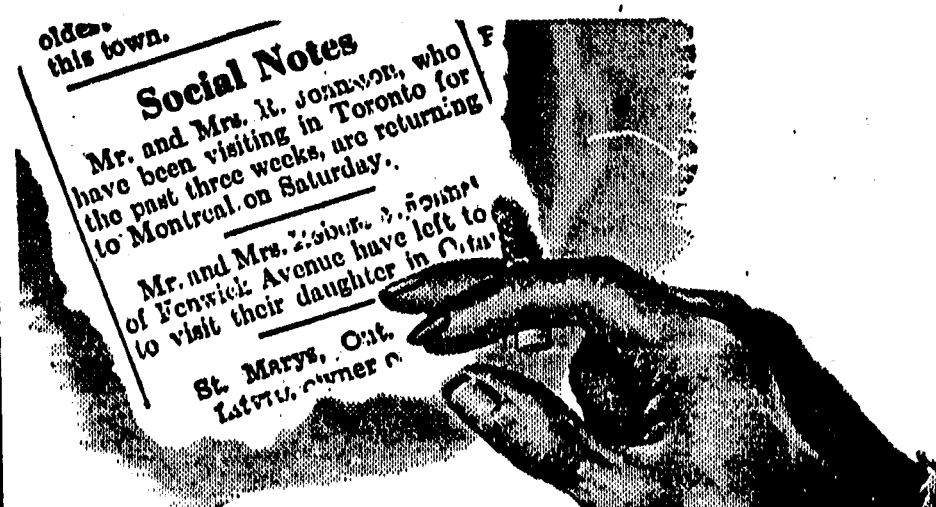 oldest
this town.
Social Notes
Mr. and Mrs. R. Johnson, who
have been visiting in Toronto for
the past three weeks, are returning
to Montreal on Saturday.
Mr. and Mrs.
of Fenwick Avenue have left to
to visit their daughter in
St. Marys, Ont.
owner
F